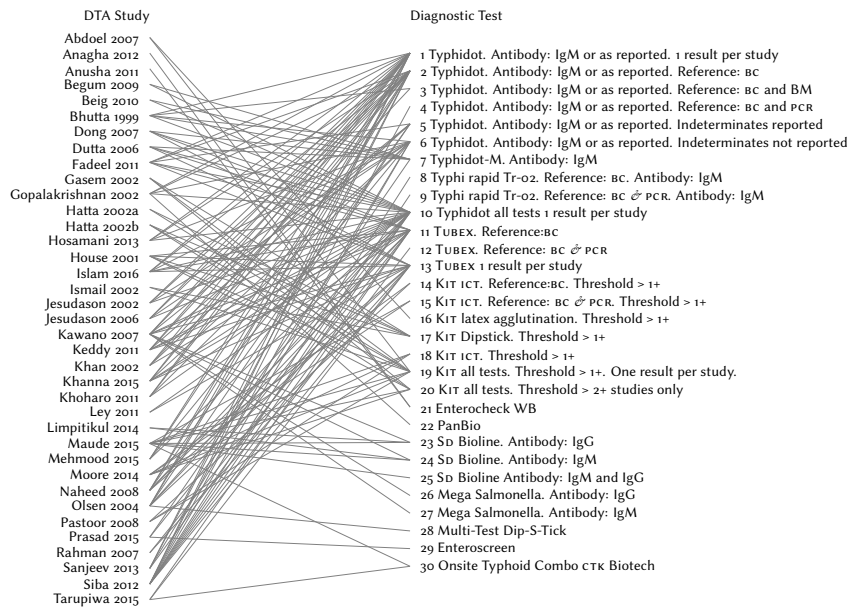 DTA Study
Abdoel 2007
Anagha 2012
Anusha 2011
Begum 2009
Beig 2010
Bhutta 1999
Dong 2007
Dutta 2006
Fadeel 2011
Gasem 2002
Gopalakrishnan 2002
Hatta 2002a
Hatta 2002b
Hosamani 2013
House 2001
Islam 2016
Ismail 2002
Jesudason 2002
Jesudason 2006
Kawano 2007
Keddy 2011
Khan 2002
Khanna 2015
Khoharo 2011
Ley 2011
Limpitikul 2014
Maude 2015
Mehmood 2015
Moore 2014
Naheed 2008
Olsen 2004
Pastoor 2008
Prasad 2015
Rahman 2007
Sanjeev 2013
Siba 2012
Tarupiwa 2015
Diagnostic Test
1 Typhidot. Antibody: IgM or as reported. 1 result per study
2 Typhidot. Antibody: IgM or as reported. Reference: BC
3 Typhidot. Antibody: IgM or as reported. Reference: BC and BM
4 Typhidot. Antibody: IgM or as reported. Reference: BC and PCR
5 Typhidot. Antibody: IgM or as reported. Indeterminates reported
6 Typhidot. Antibody: IgM or as reported. Indeterminates not reported
7 Typhidot-M. Antibody: IgM
8 Typhi rapid Tr-02. Reference: BC. Antibody: IgM
9 Typhi rapid Tr-02. Reference: BC & PCR. Antibody: IgM
10 Typhidot all tests 1 result per study
11 TUBEX. Reference:BC
12 TUBEX. Reference: BC & PCR
13 TUBEX 1 result per study
14 KIT ICT. Reference:BC. Threshold > 1+
15 KIT ICT. Reference: BC & PCR. Threshold > 1+
16 KIT latex agglutination. Threshold > 1+
17 KIT Dipstick. Threshold > 1+
18 KIT ICT. Threshold > 1+
19 KIT all tests. Threshold > 1+. One result per study.
20 KIT all tests. Threshold > 2+ studies only
21 Enterocheck WB
22 PanBio
23 SD Bioline. Antibody: IgG
24 SD Bioline. Antibody: IgM
25 SD Bioline Antibody: IgM and IgG
26 Mega Salmonella. Antibody: IgG
27 Mega Salmonella. Antibody: IgM
28 Multi-Test Dip-S-Tick
29 Enteroscreen
30 Onsite Typhoid Combo CTK Biotech